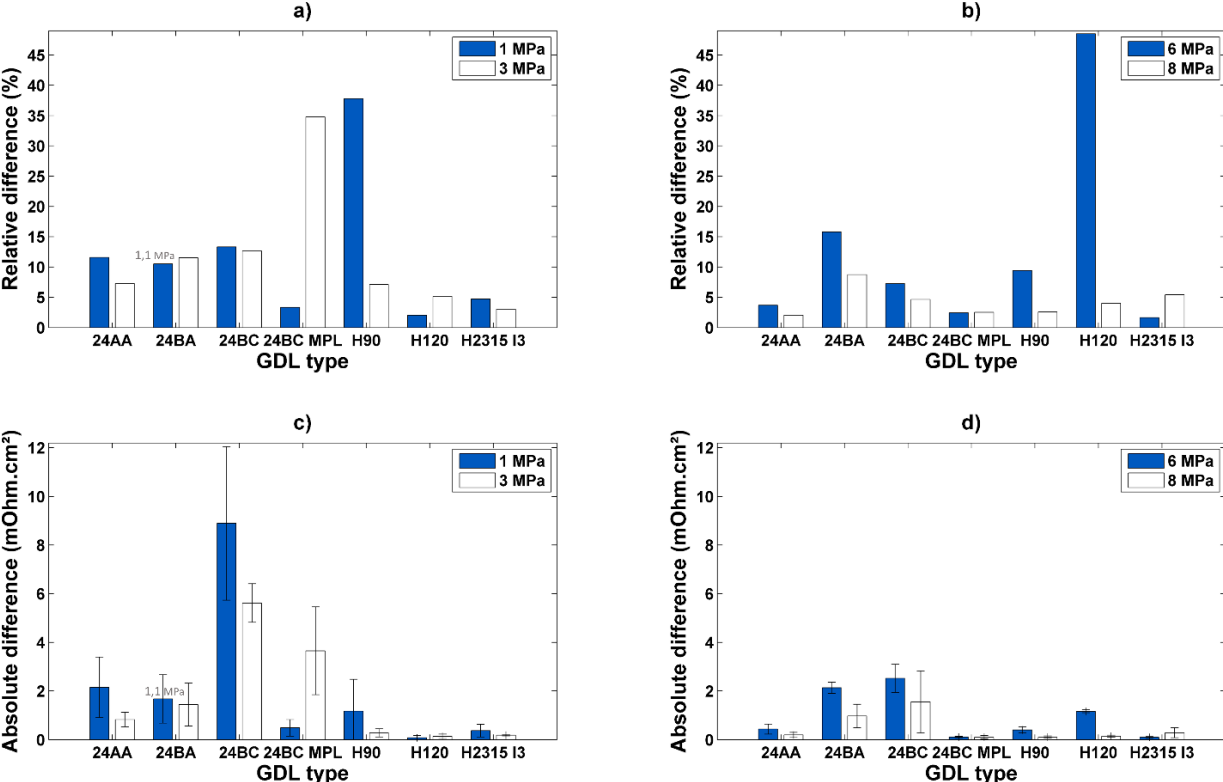 a)
Relative difference (%)
45
40
35
30
25
20
15
10
5
0
1 MPa
3 MPa
1,1 MPa
24AA 24BA 24BC 24BC MPL H90 H120 H2315 I3
GDL type
b)
Relative difference (%)
45
40
35
30
25
20
15
10
5
0
6 MPa
8 MPa
24AA 24BA 24BC 24BC MPL H90 H120 H2315 I3
GDL type
c)
Absolute difference (mOhm.cm²)
12
10
8
6
4
2
0
1 MPa
3 MPa
1,1 MPa
24AA 24BA 24BC 24BC MPL H90 H120 H2315 I3
GDL type
d)
Absolute difference (mOhm.cm²)
12
10
8
6
4
2
0
6 MPa
8 MPa
24AA 24BA 24BC 24BC MPL H90 H120 H2315 I3
GDL type